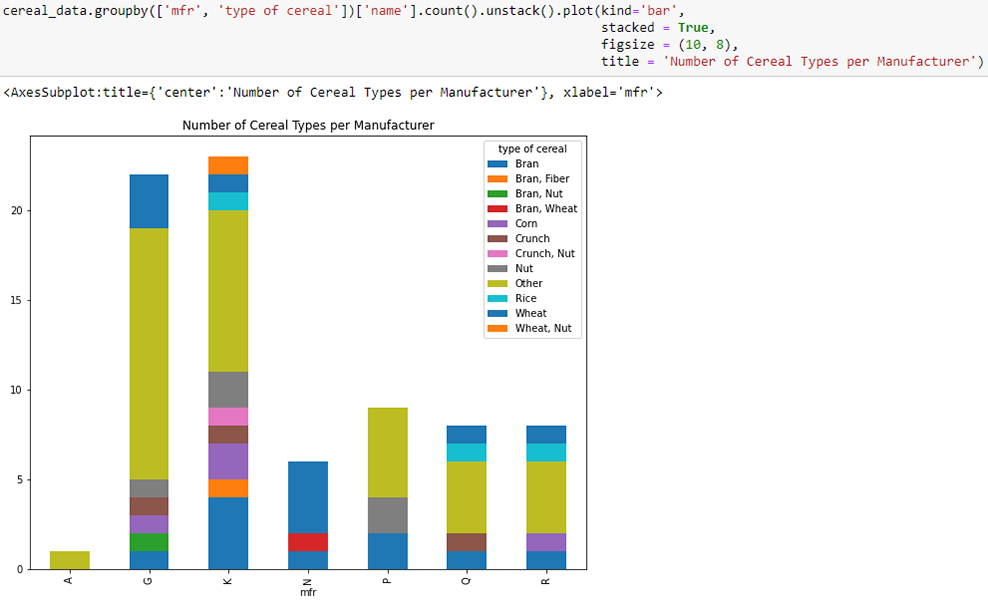 cereal_data.groupby(['mfr', 'type of cereal'])['name'].count().unstack().plot(kind='bar',
stacked = True,
figsize = (10, 8),
title = 'Number of Cereal Types per Manufacturer')
<AxesSubplot:title={'center':'Number of Cereal Types per Manufacturer'}, xlabel='mfr'>
Number of Cereal Types per Manufacturer
type of cereal
Bran
Bran, Fiber
Bran, Nut
Bran, Wheat
Corn
Crunch
Crunch, Nut
Nut
Other
Rice
Wheat
Wheat, Nut
20
15
10
5
0
A G K N P Q R
mfr